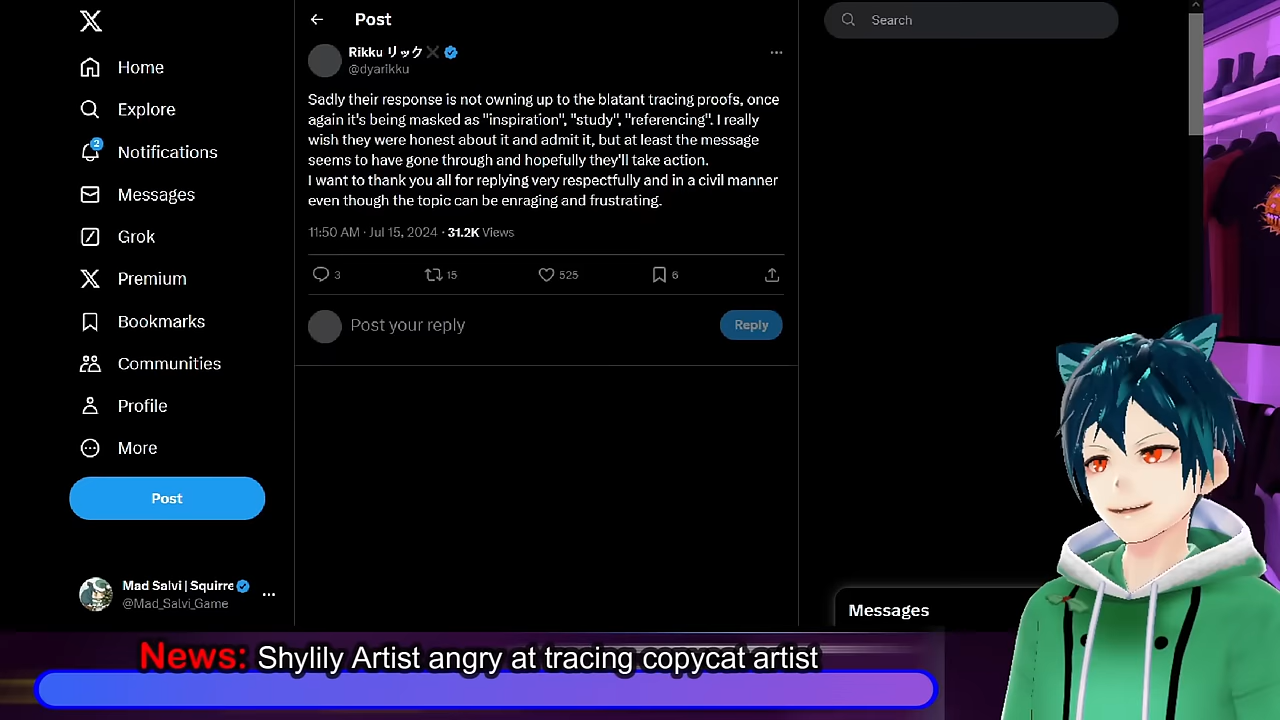 Post
Search
Rikku リック
@dyarikku
Home
Explore
2
Notifications
Messages
Grok
Premium
Bookmarks
Communities
Profile
More
Post
Mad Salvi | Squirre
@Mad_Salvi_Game
Sadly their response is not owning up to the blatant tracing proofs, once
again it's being masked as "inspiration", "study", "referencing". I really
wish they were honest about it and admit it, but at least the message
seems to have gone through and hopefully they'll take action.
I want to thank you all for replying very respectfully and in a civil manner
even though the topic can be enraging and frustrating.
11:50 AM · Jul 15, 2024 · 31.2K Views
3 15 525 6
Post your reply
Reply
Messages
News: Shylily Artist angry at tracing copycat artist